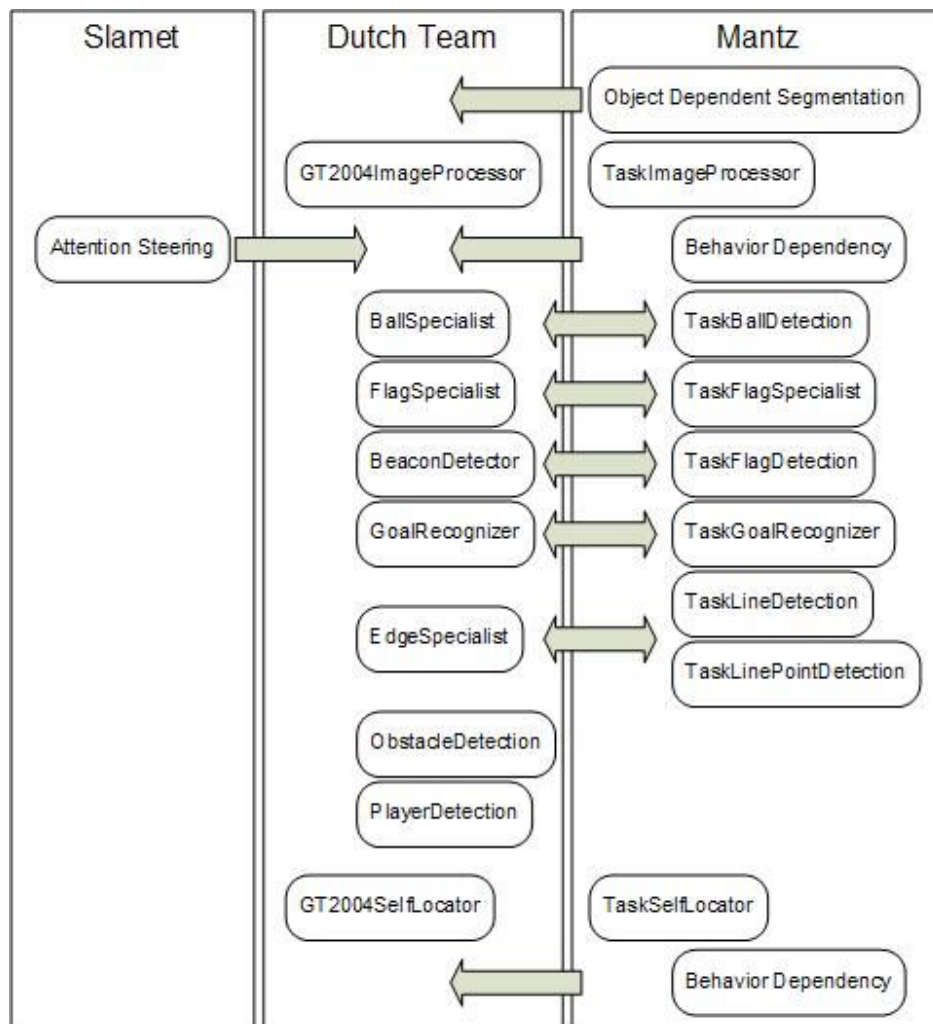 Slamet
Dutch Team
Mantz
Object Dependent Segmentation
GT2004ImageProcessor
TaskImageProcessor
Attention Steering
Behavior Dependency
BallSpecialist
TaskBallDetection
FlagSpecialist
TaskFlagSpecialist
BeaconDetector
TaskFlagDetection
GoalRecognizer
TaskGoalRecognizer
TaskLineDetection
EdgeSpecialist
TaskLinePointDetection
ObstacleDetection
PlayerDetection
GT2004SelfLocator
TaskSelfLocator
Behavior Dependency